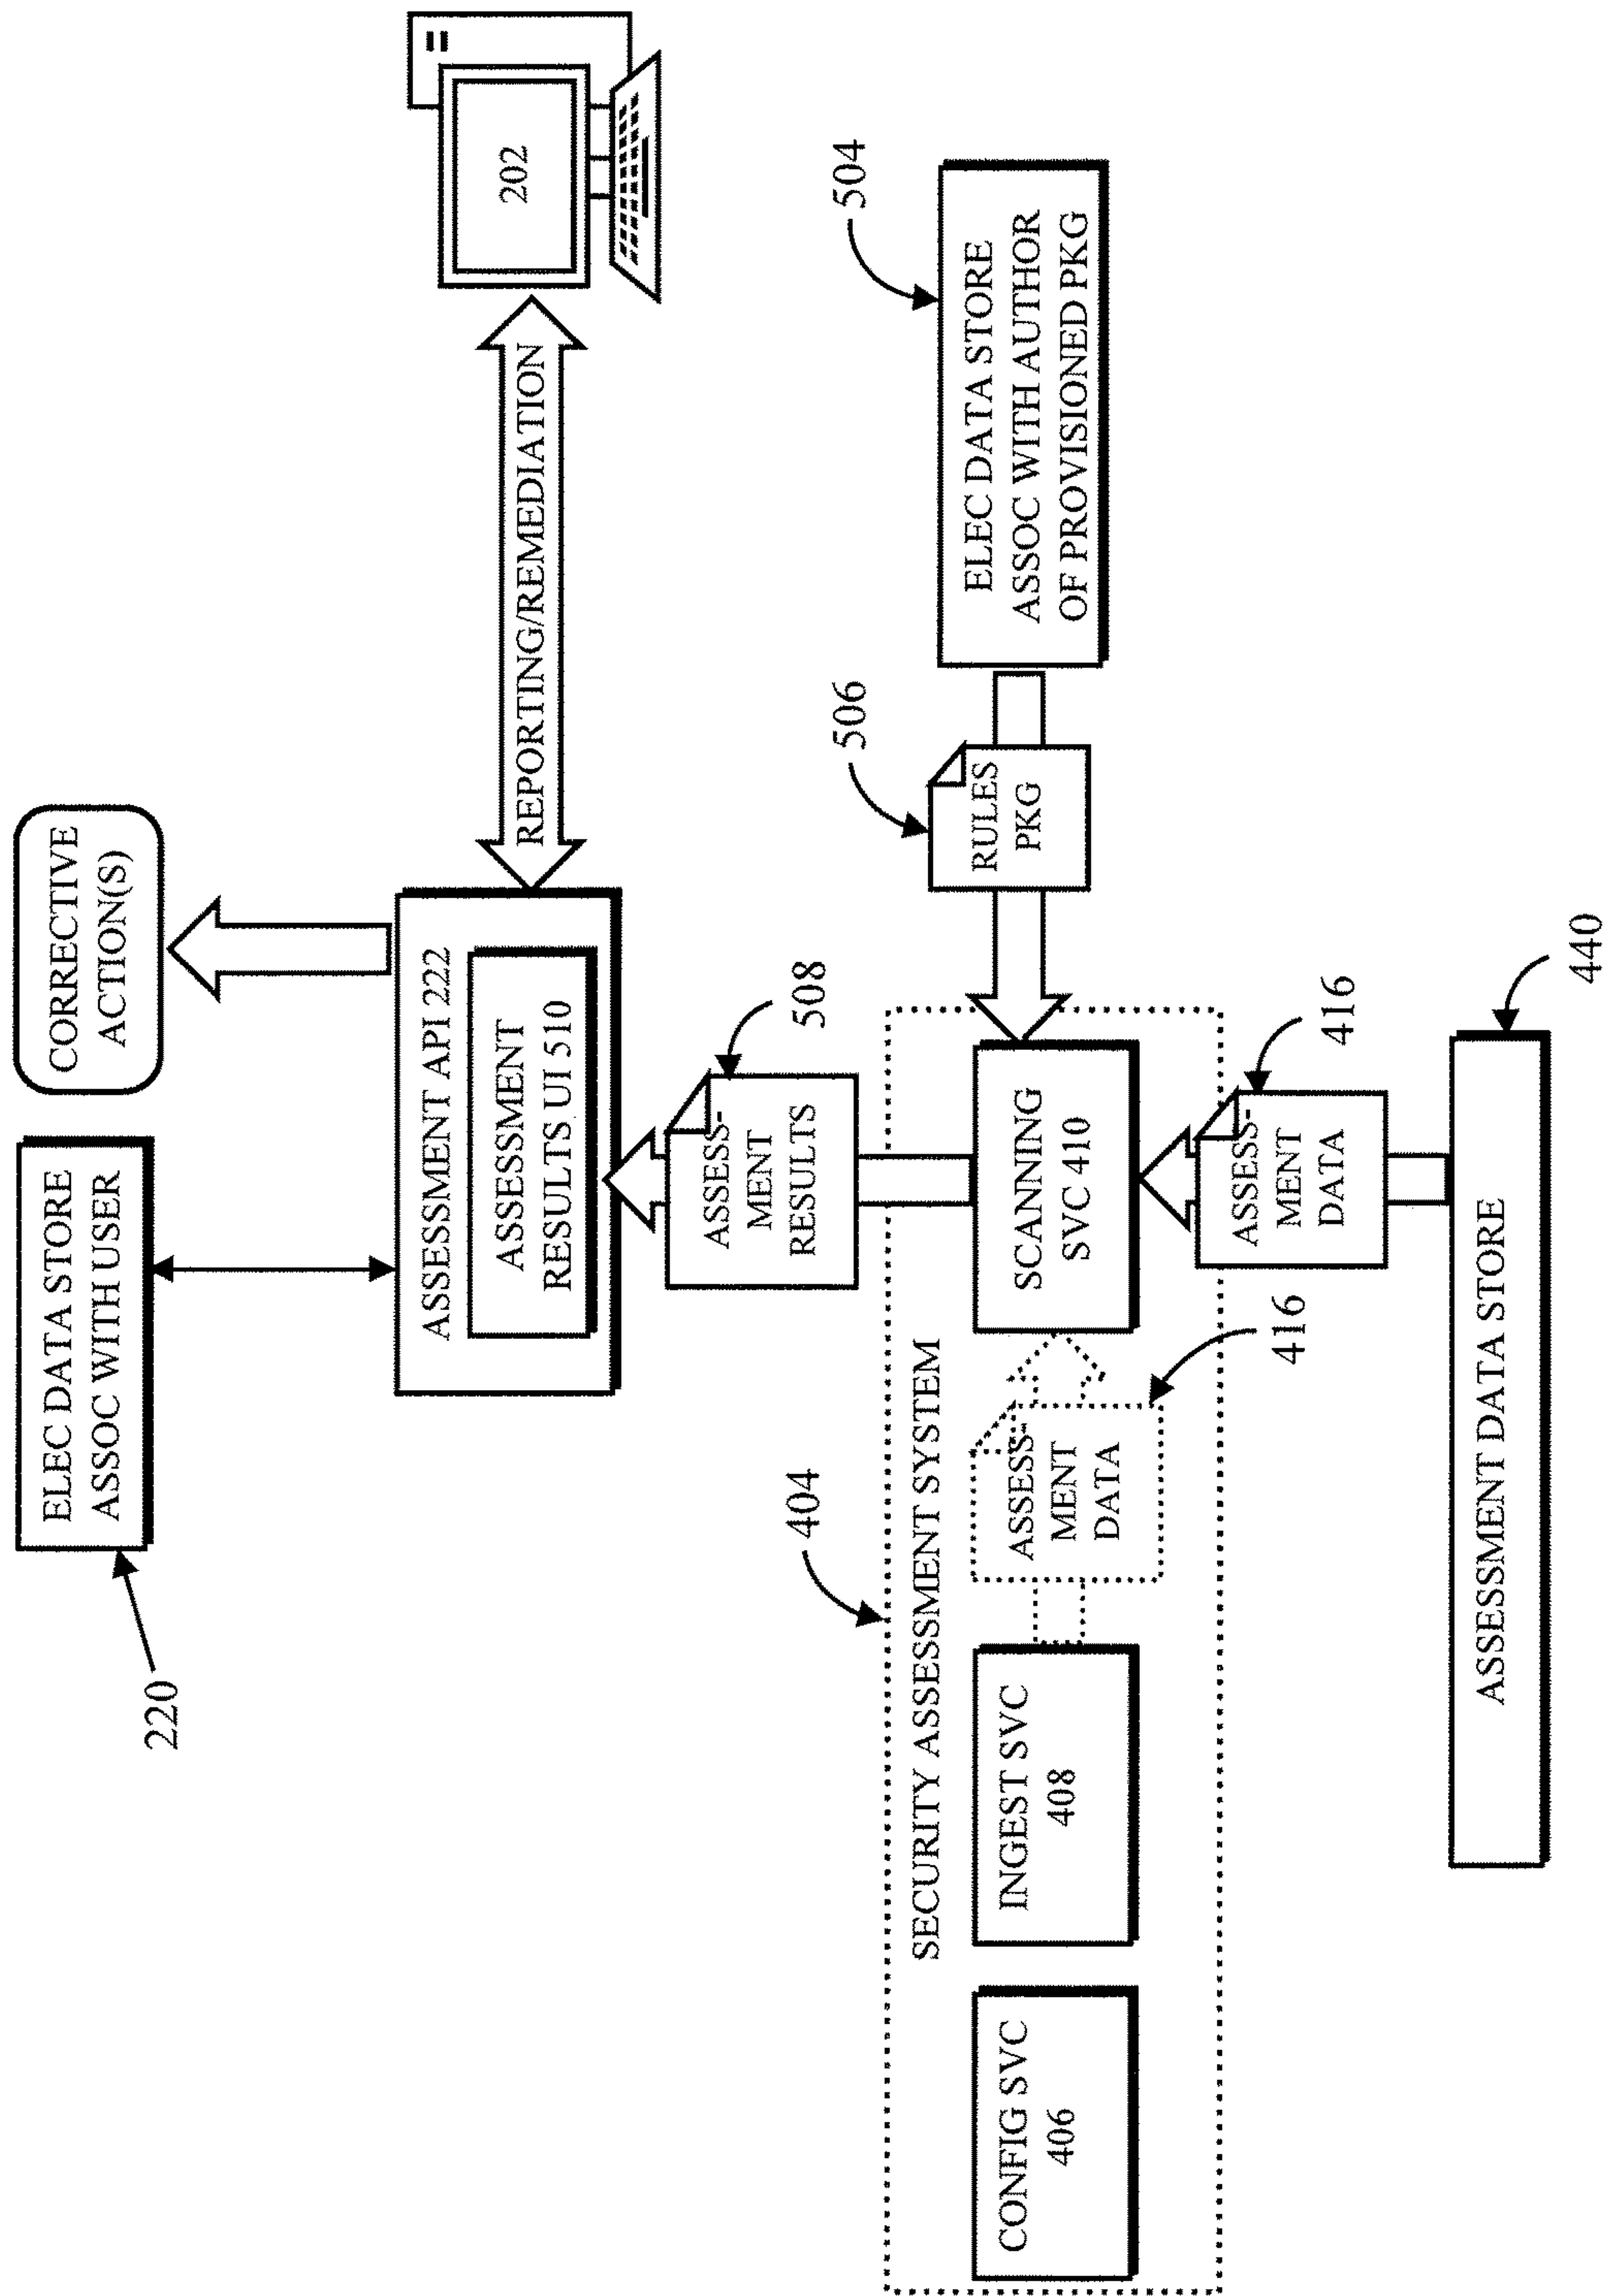 220
ELEC DATA STORE
ASSOC WITH USER
CORRECTIVE
ACTION(S)
ASSESSMENT API 222
ASSESSMENT
RESULTS UI 510
REPORTING/REMEDIATION
202
508
ASSESS-
MENT
RESULTS
404
SECURITY ASSESSMENT SYSTEM
CONFIG SVC
406
INGEST SVC
408
ASSESS-
MENT
DATA
416
SCANNING
SVC 410
506
RULES
PKG
504
ELEC DATA STORE
ASSOC WITH AUTHOR
OF PROVISIONED PKG
ASSESS-
MENT
DATA
416
ASSESSMENT DATA STORE
440